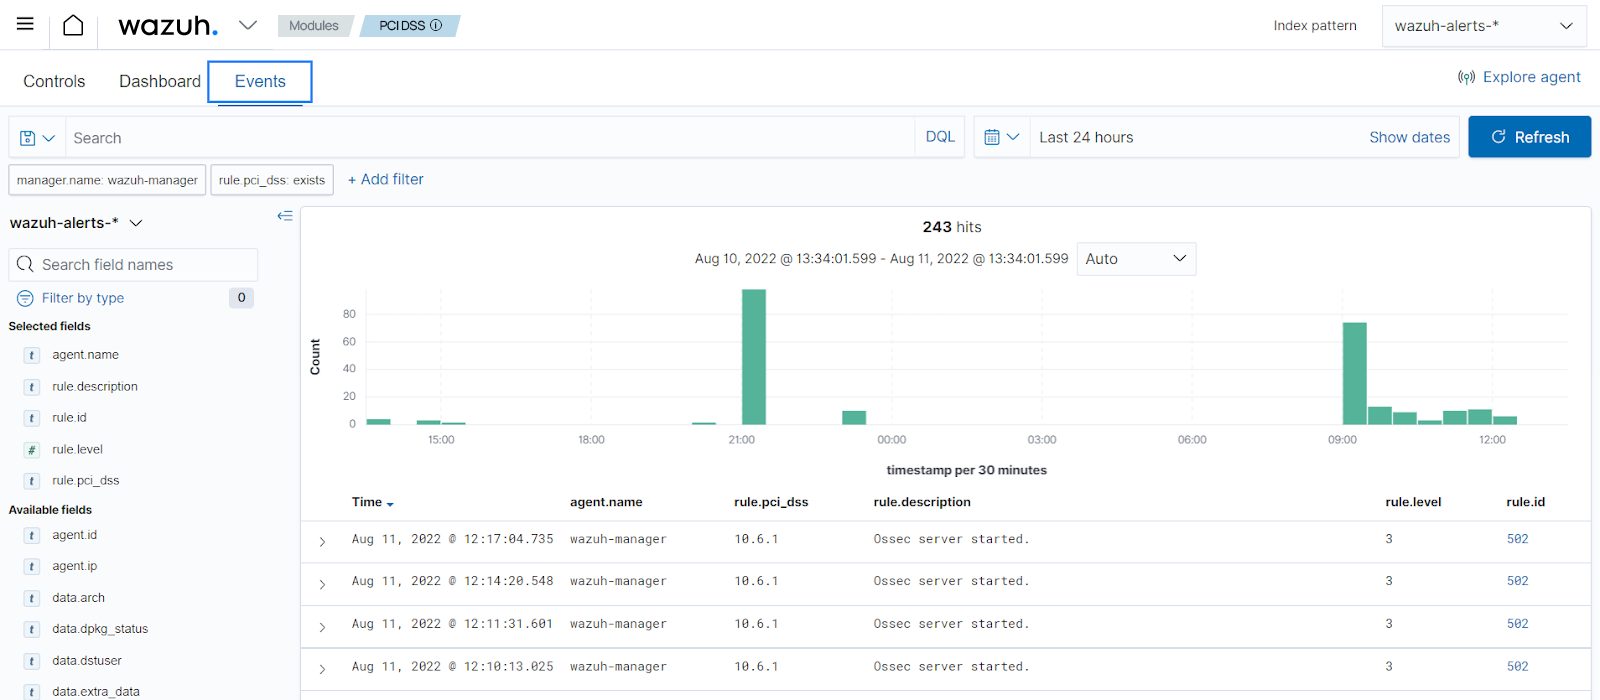 wazuh. Modules PCI DSS Index pattern wazuh-alerts-*
Controls Dashboard Events Explore agent
Search DQL Last 24 hours Show dates Refresh
manager.name: wazuh-manager rule.pci_dss: exists + Add filter
wazuh-alerts-*
Search field names
Filter by type 0
Selected fields
t agent.name
t rule.description
t rule.id
# rule.level
t rule.pci_dss
Available fields
t agent.id
t agent.ip
t data.arch
t data.dpkg_status
t data.dstuser
t data.extra_data
243 hits
Aug 10, 2022 @ 13:34:01.599 - Aug 11, 2022 @ 13:34:01.599 Auto
Count
80
60
40
20
0
15:00 18:00 21:00 00:00 03:00 06:00 09:00 12:00
timestamp per 30 minutes
Time agent.name rule.pci_dss rule.description rule.level rule.id
Aug 11, 2022 @ 12:17:04.735 wazuh-manager 10.6.1 Ossec server started. 3 502
Aug 11, 2022 @ 12:14:20.548 wazuh-manager 10.6.1 Ossec server started. 3 502
Aug 11, 2022 @ 12:11:31.601 wazuh-manager 10.6.1 Ossec server started. 3 502
Aug 11, 2022 @ 12:10:13.025 wazuh-manager 10.6.1 Ossec server started. 3 502